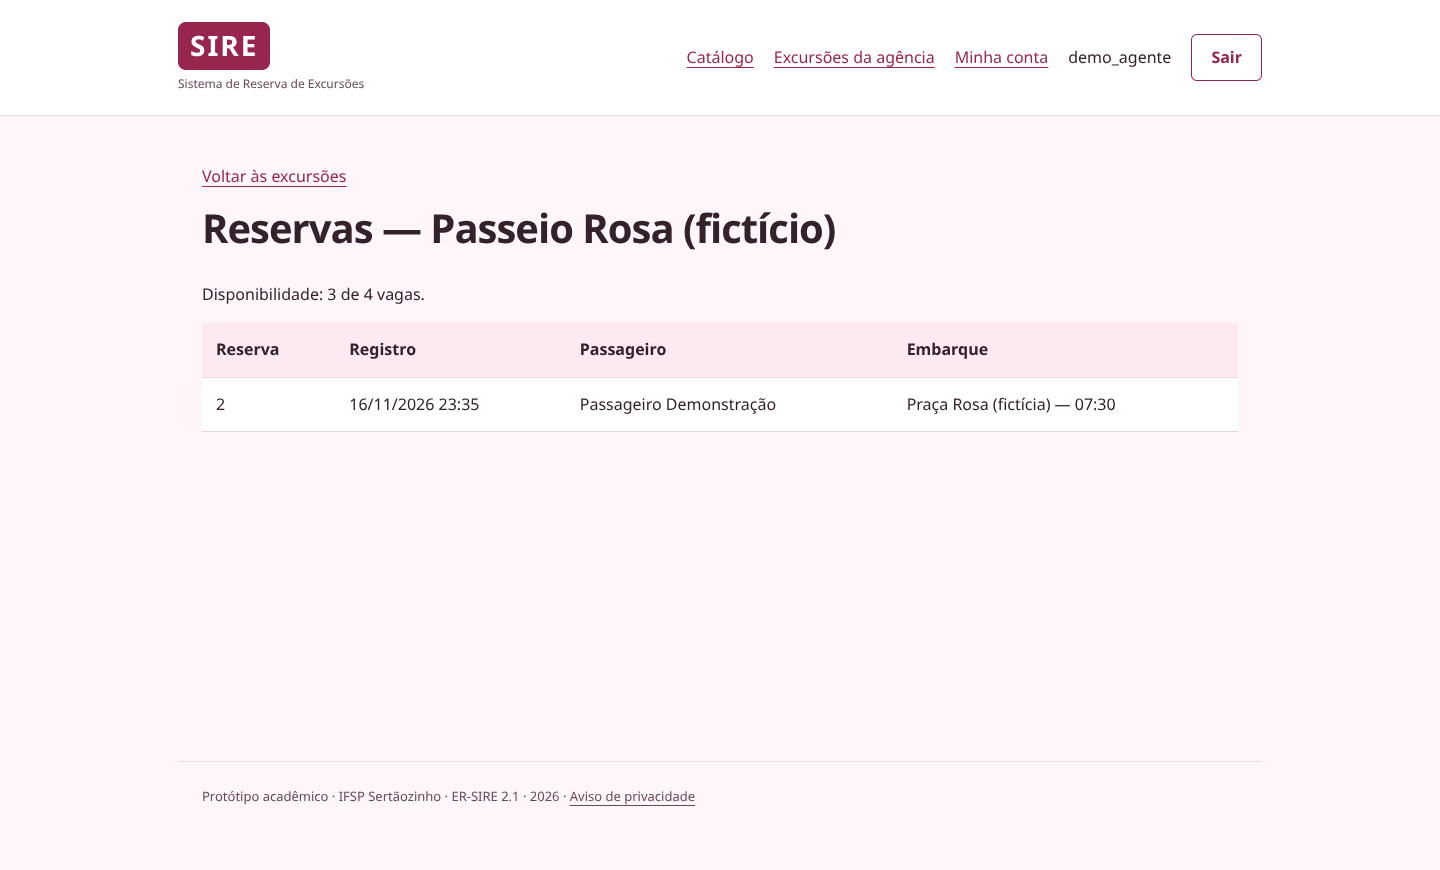 SIRE
Sistema de Reserva de Excursões
Catálogo Excursões da agência Minha conta demo_agente Sair
Voltar às excursões
Reservas — Passeio Rosa (fictício)
Disponibilidade: 3 de 4 vagas.
Reserva Registro Passageiro Embarque
2 16/11/2026 23:35 Passageiro Demonstração Praça Rosa (fictícia) — 07:30
Protótipo acadêmico · IFSP Sertãozinho · ER-SIRE 2.1 · 2026 · Aviso de privacidade